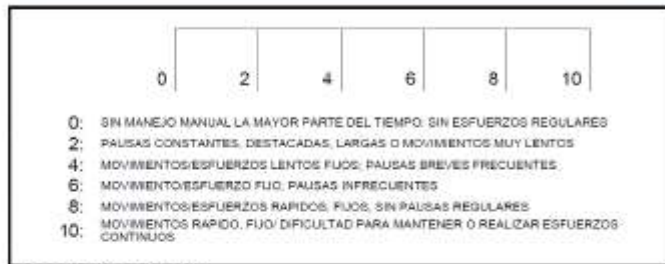 0 2 4 6 8 10
0: SIN MANEJO MANUAL LA MAYOR PARTE DEL TIEMPO: SIN ESFUERZOS REGULARES
2: PAUSAS CONSTANTES, DESTACADAS, LARGAS O MOVIMIENTOS MUY LENTOS
4: MOVIMIENTOS/ESFUERZOS LENTOS FIJOS; PAUSAS BREVES FRECUENTES
6: MOVIMIENTO/ESFUERZO FIJO, PAUSAS INFRECUENTES
8: MOVIMIENTOS/ESFUERZOS RAPIDOS, FIJOS, SIN PAUSAS REGULARES
10: MOVIMIENTOS RAPIDO, FIJO/ DIFICULTAD PARA MANTENER O REALIZAR ESFUERZOS
CONTINUOS